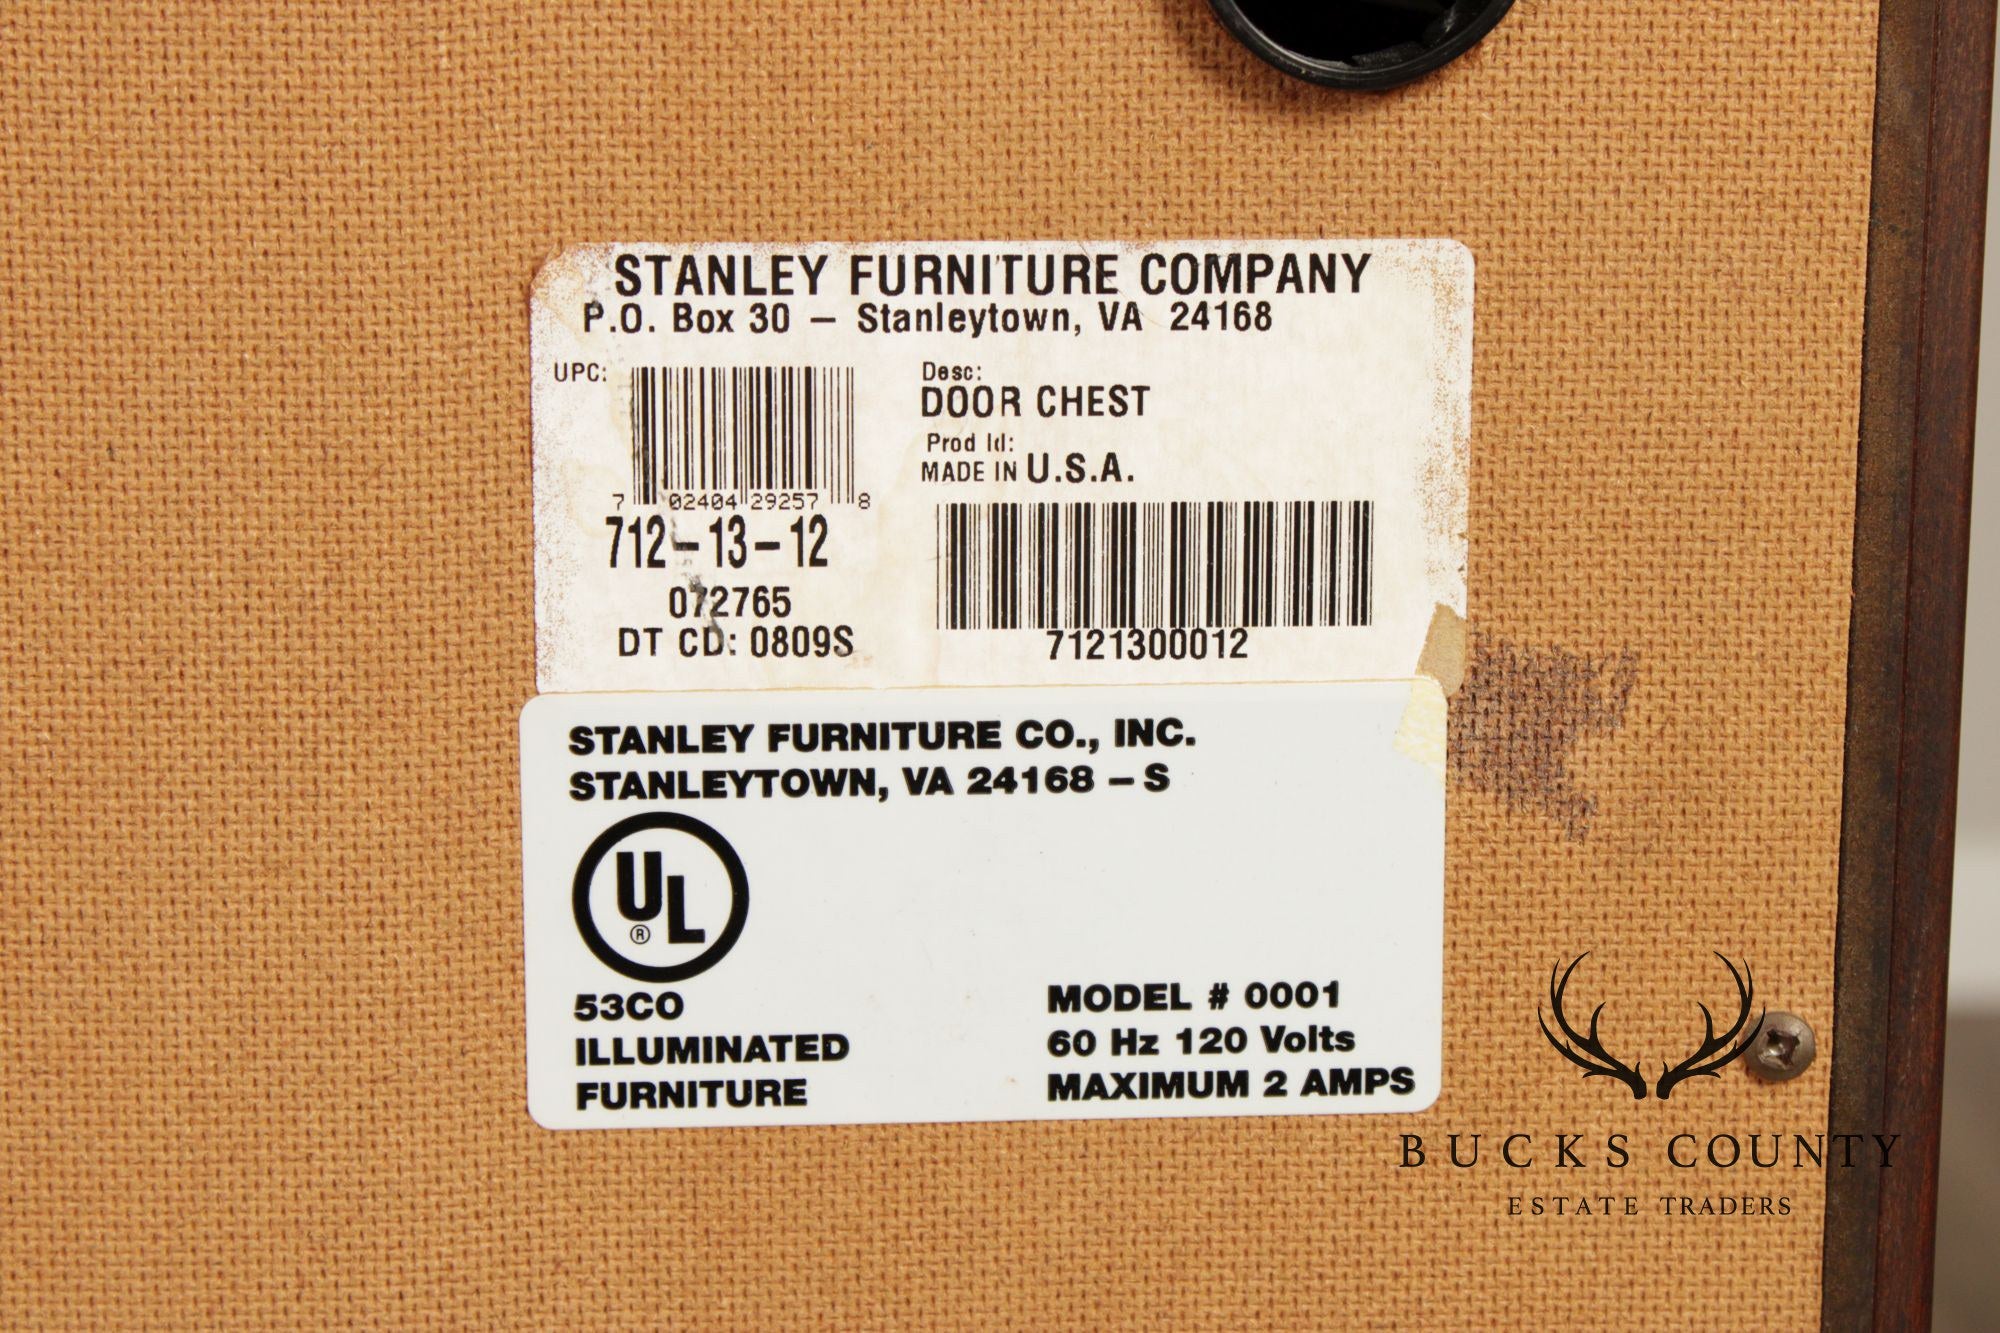 STANLEY FURNITURE COMPANY
P.O. Box 30 – Stanleytown, VA 24168
UPC:
7 02404 29257 8
712-13-12
072765
DT CD: 0809S
Desc:
DOOR CHEST
Prod Id:
MADE IN U.S.A.
7121300012
STANLEY FURNITURE CO., INC.
STANLEYTOWN, VA 24168 – S
UL ®
53CO
ILLUMINATED
FURNITURE
MODEL # 0001
60 Hz 120 Volts
MAXIMUM 2 AMPS
BUCKS COUNTY
ESTATE TRADERS